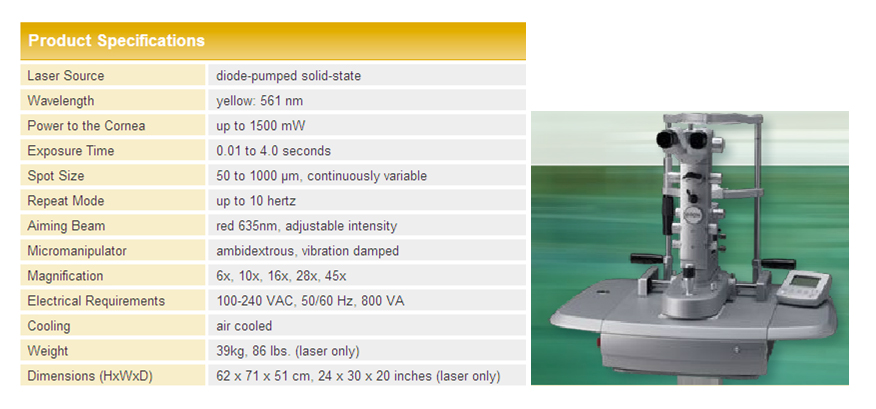 Product Specifications
Laser Source diode-pumped solid-state
Wavelength yellow: 561 nm
Power to the Cornea up to 1500 mW
Exposure Time 0.01 to 4.0 seconds
Spot Size 50 to 1000 µm, continuously variable
Repeat Mode up to 10 hertz
Aiming Beam red 635nm, adjustable intensity
Micromanipulator ambidextrous, vibration damped
Magnification 6x, 10x, 16x, 28x, 45x
Electrical Requirements 100-240 VAC, 50/60 Hz, 800 VA
Cooling air cooled
Weight 39kg, 86 lbs. (laser only)
Dimensions (HxWxD) 62 x 71 x 51 cm, 24 x 30 x 20 inches (laser only)